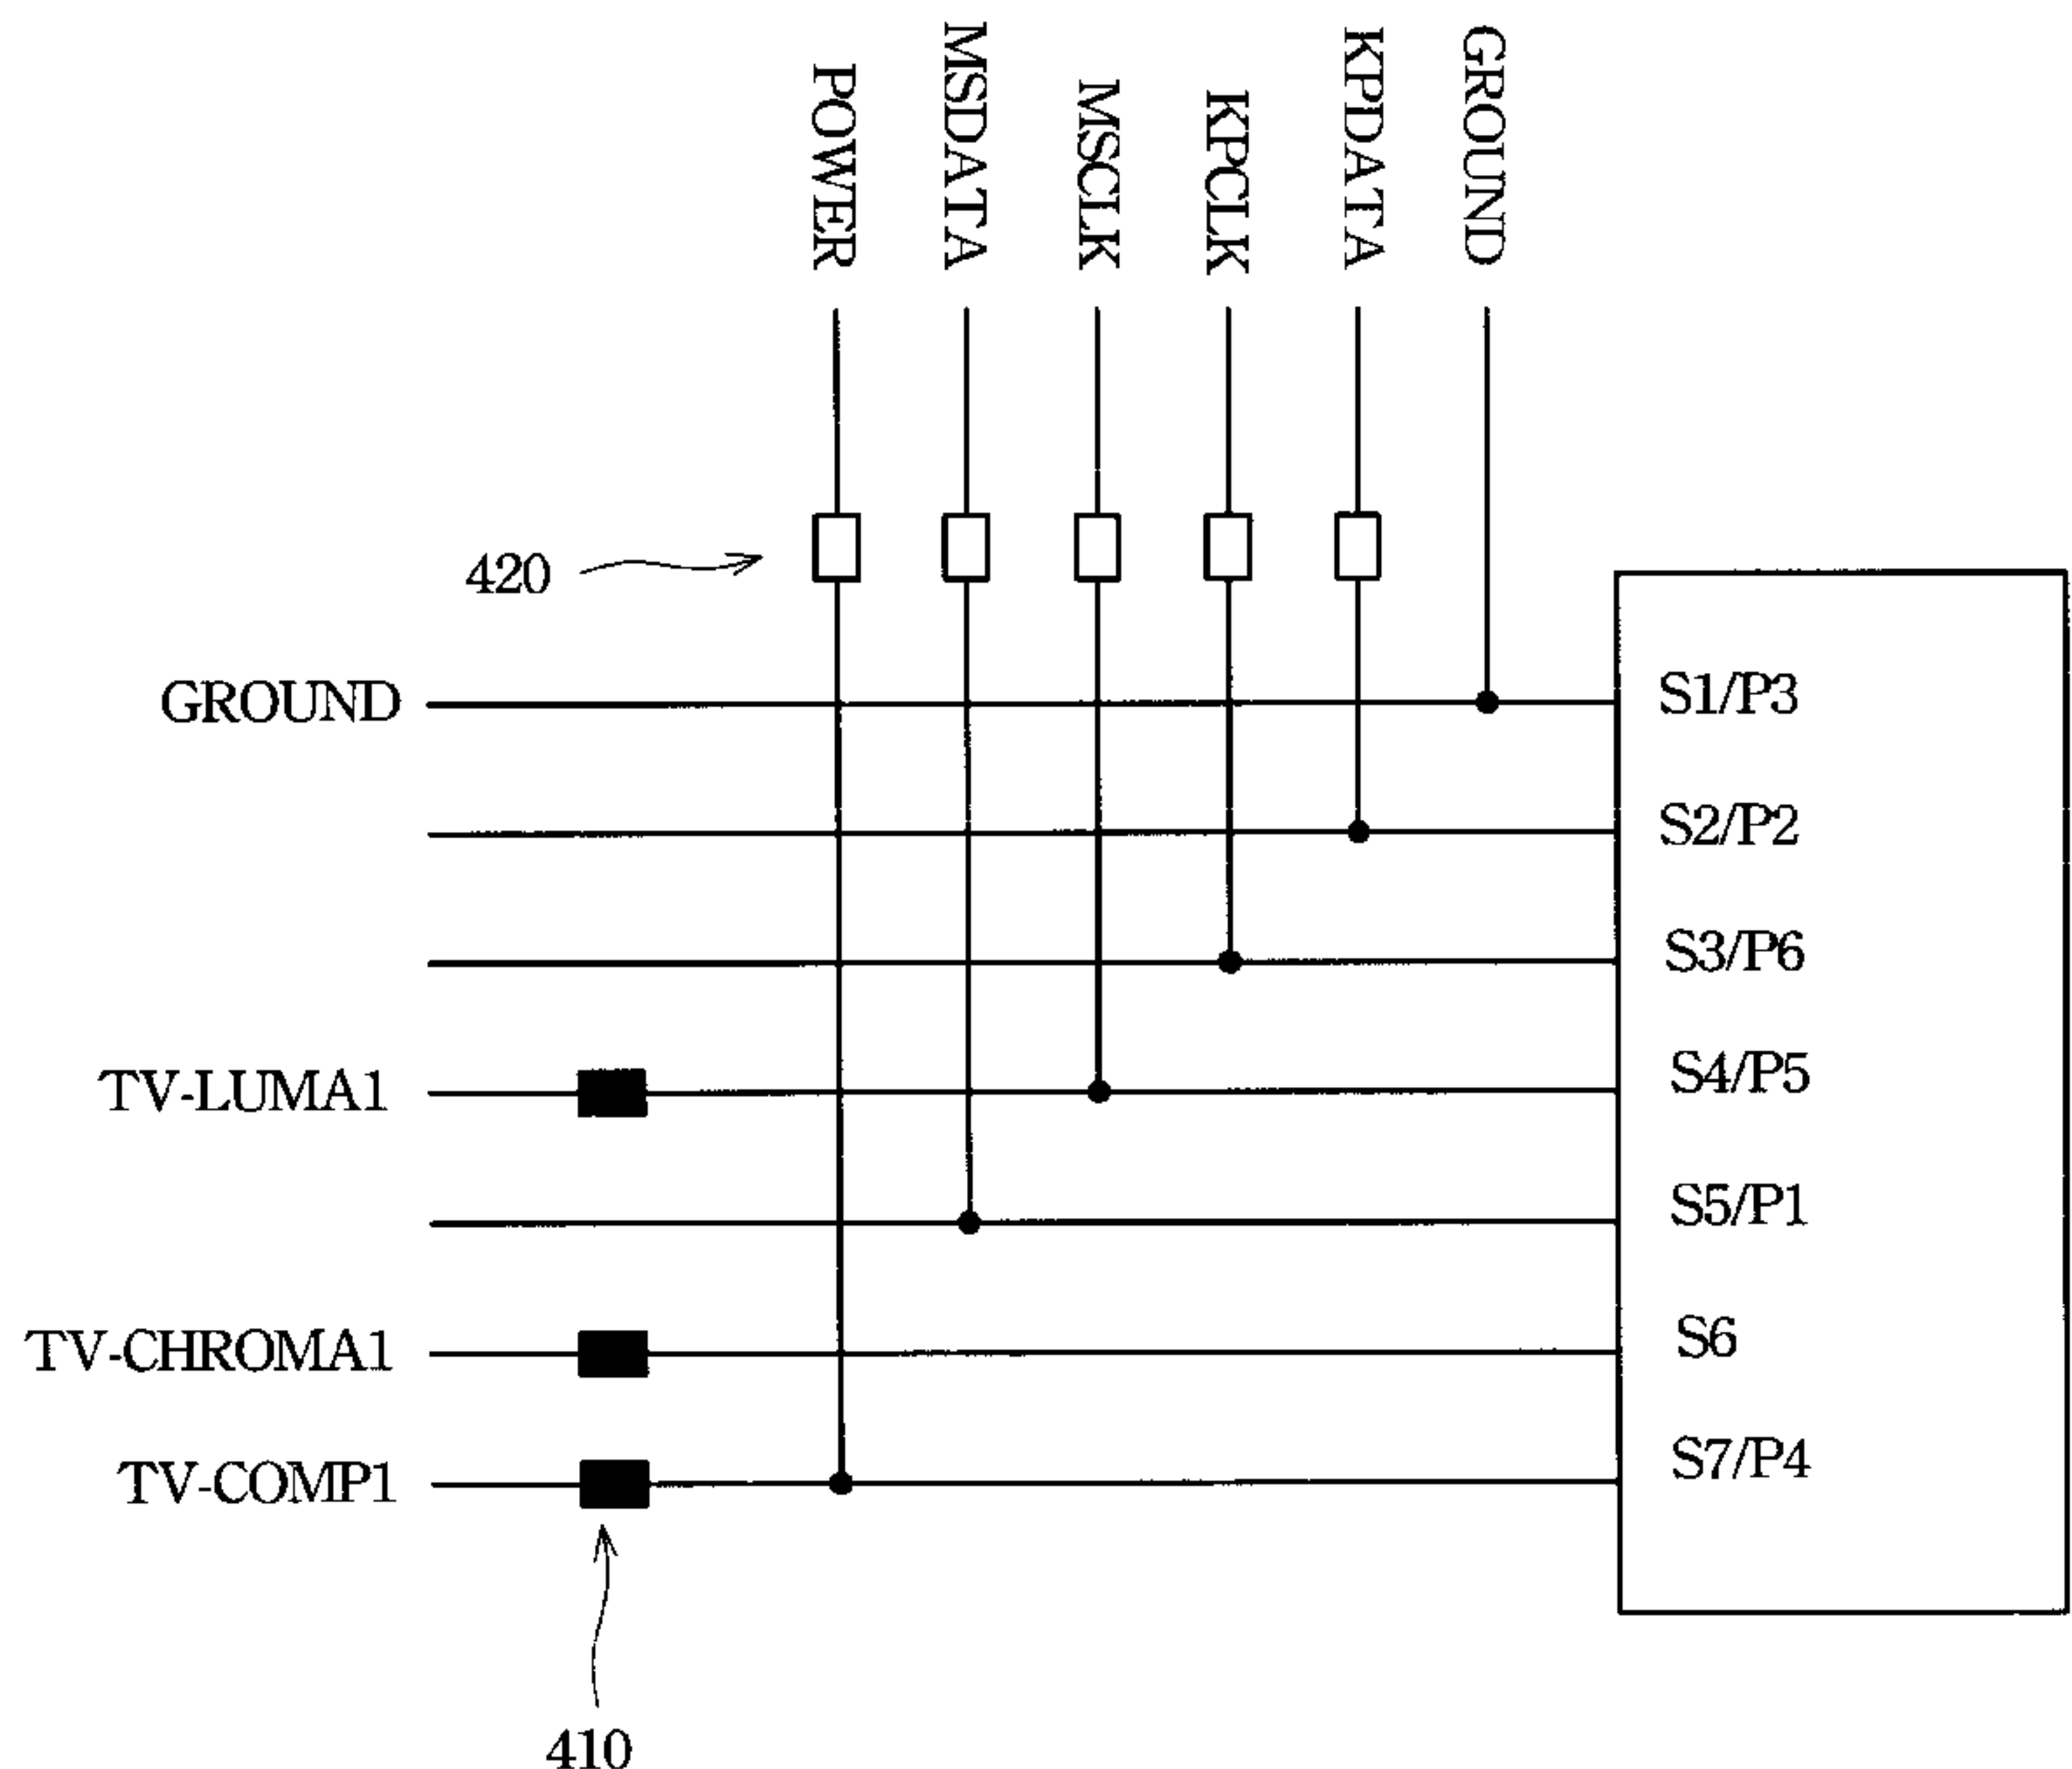 POWER
MSDATA
MSCLK
KPCLK
KPDATA
GROUND
420
GROUND
S1/P3
S2/P2
S3/P6
TV-LUMA1
S4/P5
S5/P1
TV-CHROMA1
S6
TV-COMP1
S7/P4
410